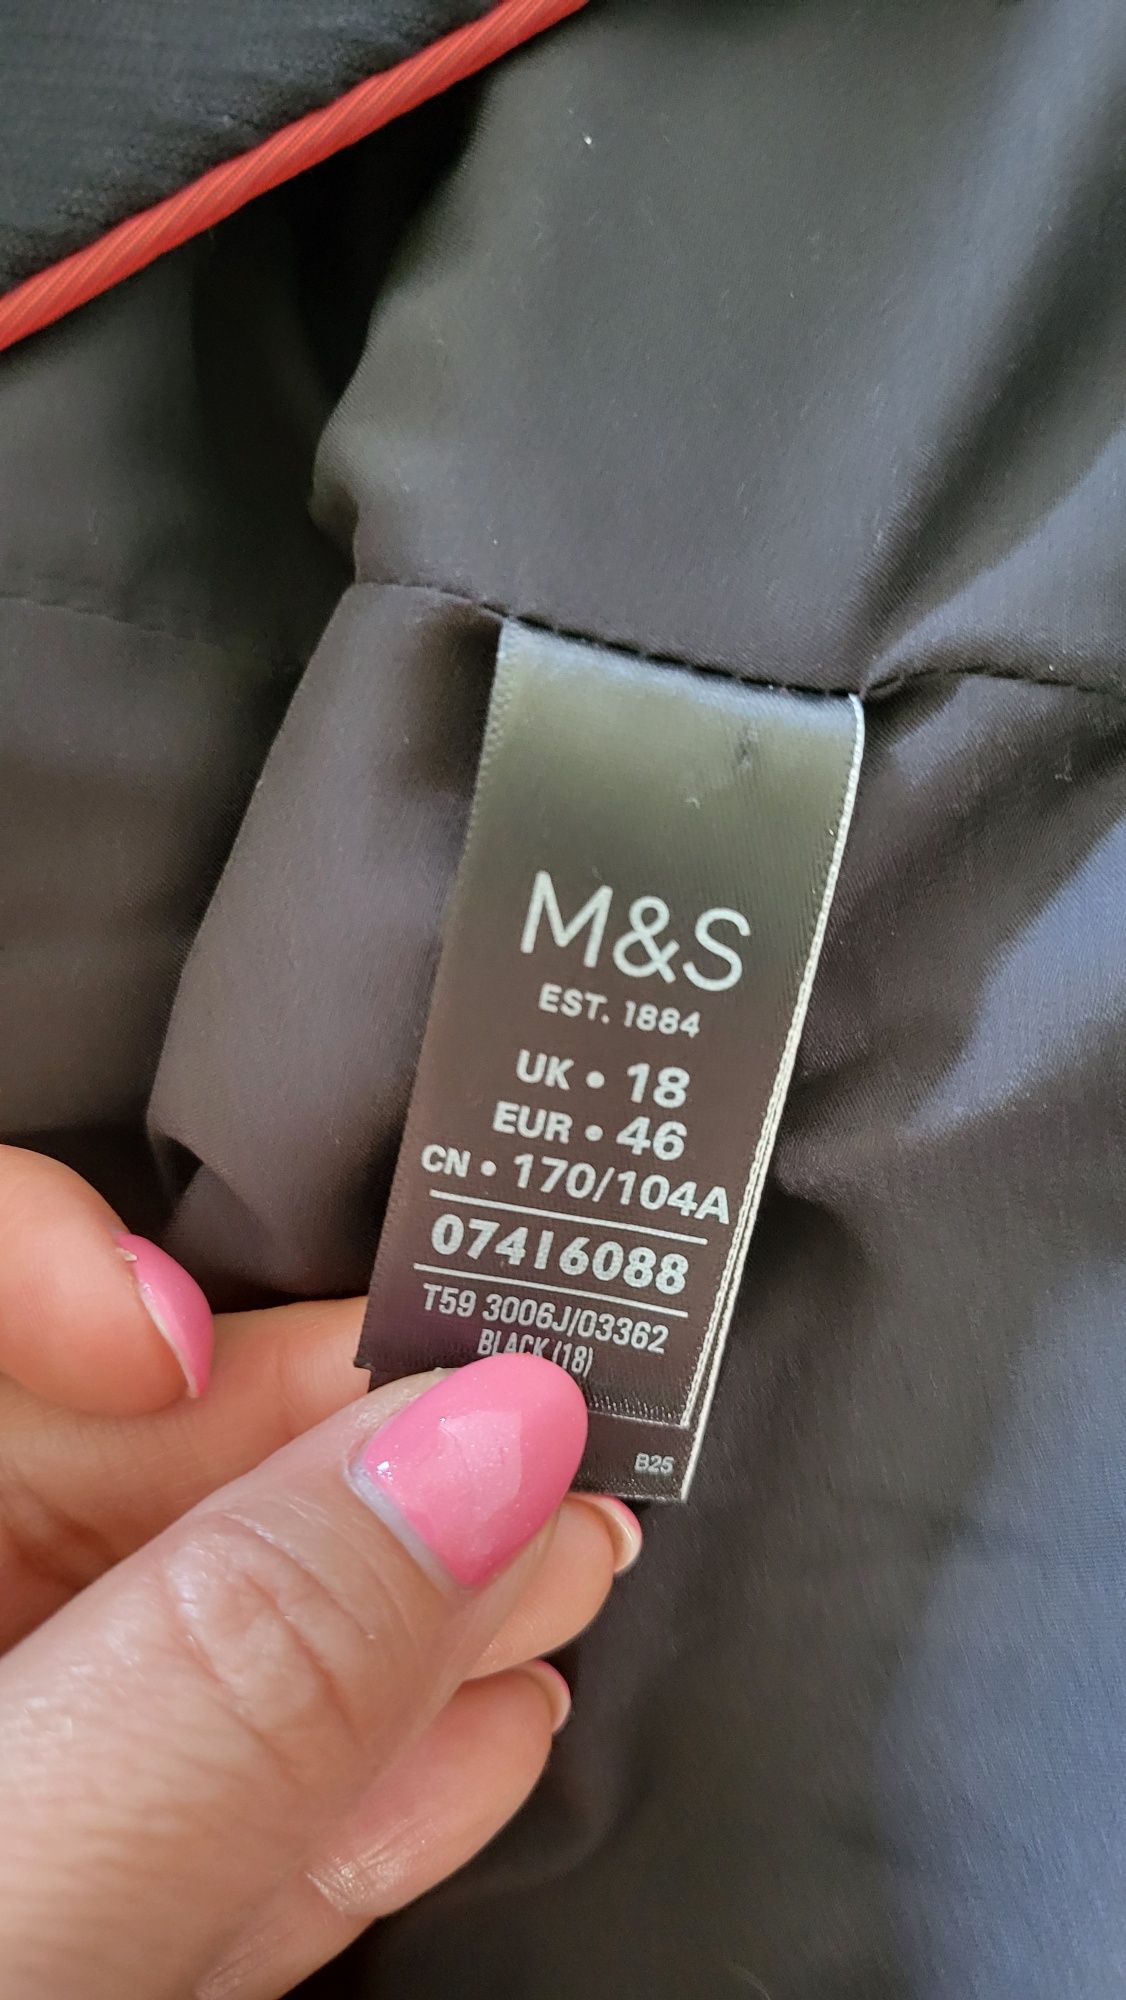 M&S
EST. 1884
UK • 18
EUR • 46
CN • 170/104A
07416088
T59 3006J/03362
BLACK (18)
B25